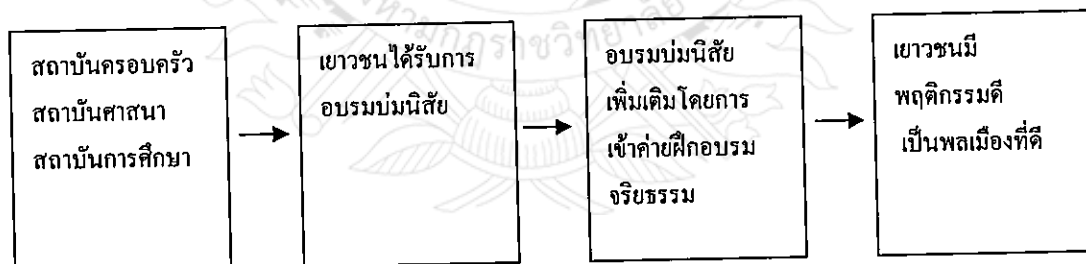 สถาบันครอบครัว
สถาบันศาสนา
สถาบันการศึกษา
เยาวชนได้รับการ
อบรมบ่มนิสัย
อบรมบ่มนิสัย
เพิ่มเติมโดยการ
เข้าค่ายฝึกอบรม
จริยธรรม
เยาวชนมี
พฤติกรรมดี
เป็นพลเมืองที่ดี